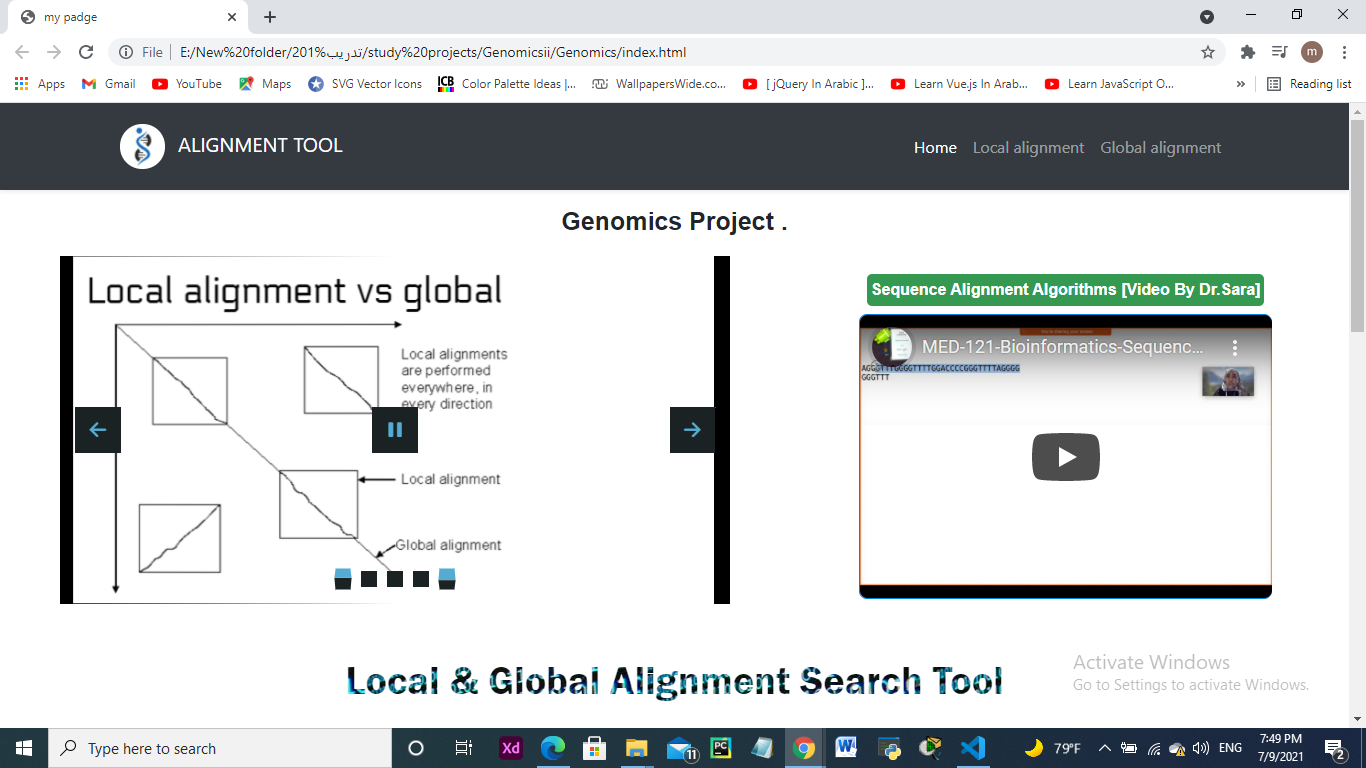 my padge
File
E:/New%20folder/201%تدريب/study%20projects/Genomicsii/Genomics/index.html
m
Apps
Gmail
YouTube
Maps
SVG Vector Icons
ICB
Color Palette Ideas |...
WallpapersWide.co...
[ jQuery In Arabic ]...
Learn Vue.js In Arab...
Learn JavaScript O...
»
Reading list
ALIGNMENT TOOL
Home
Local alignment
Global alignment
Genomics Project .
Local alignment vs global
Local alignments
are performed
everywhere, in
every direction
Local alignment
Global alignment
Sequence Alignment Algorithms [Video By Dr.Sara]
MED-121-Bioinformatics-Sequenc...
AGGGTTTGGGGTTTTGGACCCCGGGTTTTAGGGG
GGGTTT
Local & Global Alignment Search Tool
Activate Windows
Go to Settings to activate Windows.
Type here to search
Xd
11
PC
W
79°F
ENG
7:49 PM
7/9/2021
2